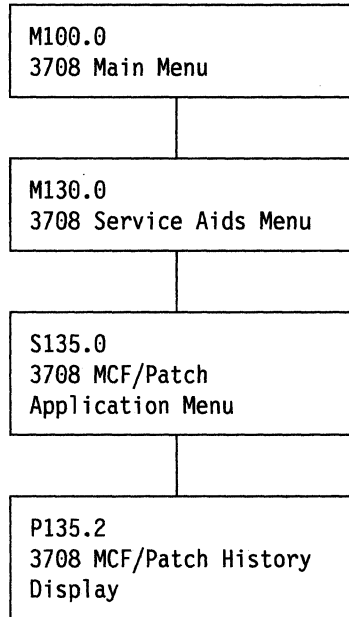 M100.0
3708 Main Menu
M130.0
3708 Service Aids Menu
S135.0
3708 MCF/Patch
Application Menu
P135.2
3708 MCF/Patch History
Display